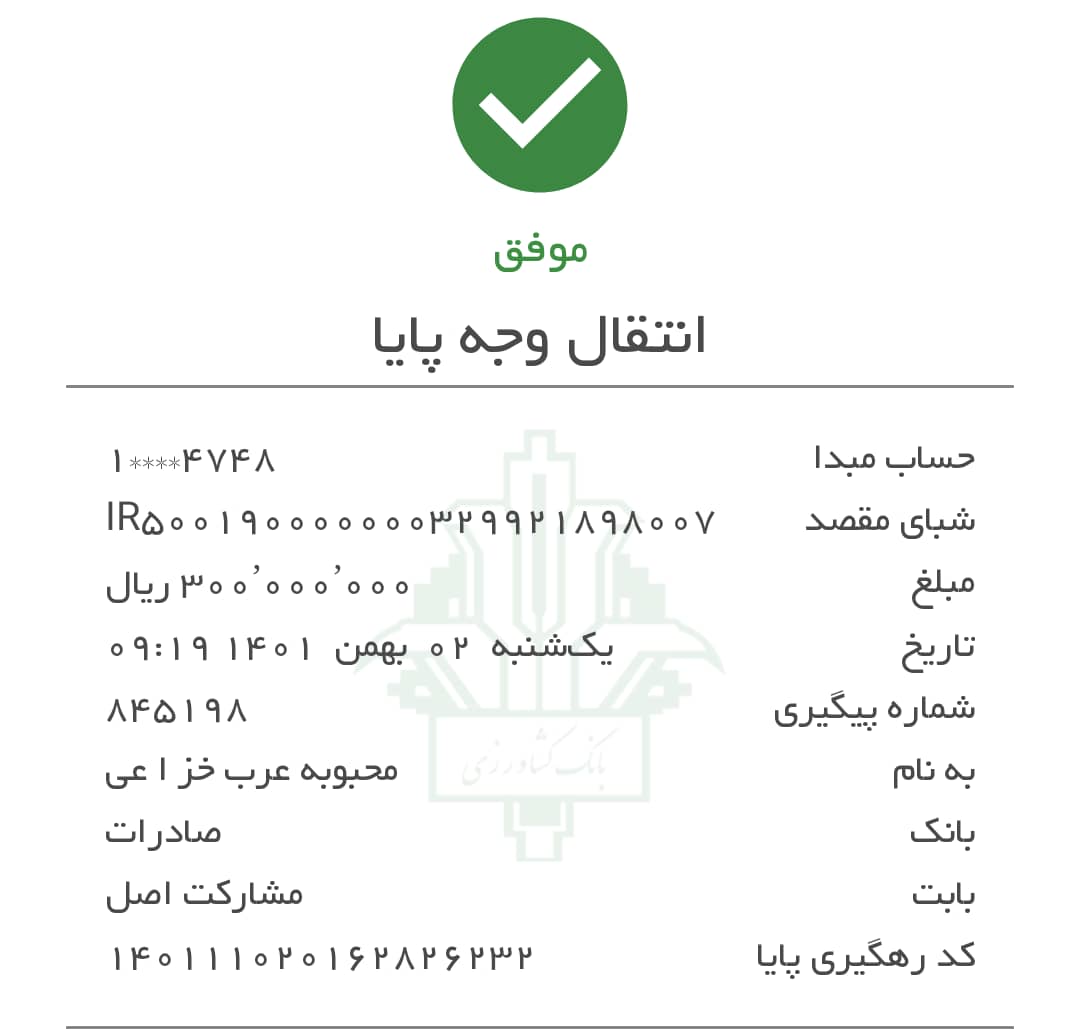 موفق
انتقال وجه پایا
حساب مبدا ۱****۴۷۴۸
شبای مقصد IR۵۰۰۱۹۰۰۰۰۰۰۰۳۲۹۹۲۱۸۹۸۰۰۷
مبلغ ۳۰۰٬۰۰۰٬۰۰۰ ریال
تاریخ یک‌شنبه ۰۲ بهمن ۱۴۰۱ ۰۹:۱۹
شماره پیگیری ۸۴۵۱۹۸
به نام محبوبه عرب خز ا عی
بانک کشاورزی
بانک صادرات
بابت مشارکت اصل
کد رهگیری پایا ۱۴۰۱۱۱۰۲۰۱۶۲۸۲۶۲۳۲